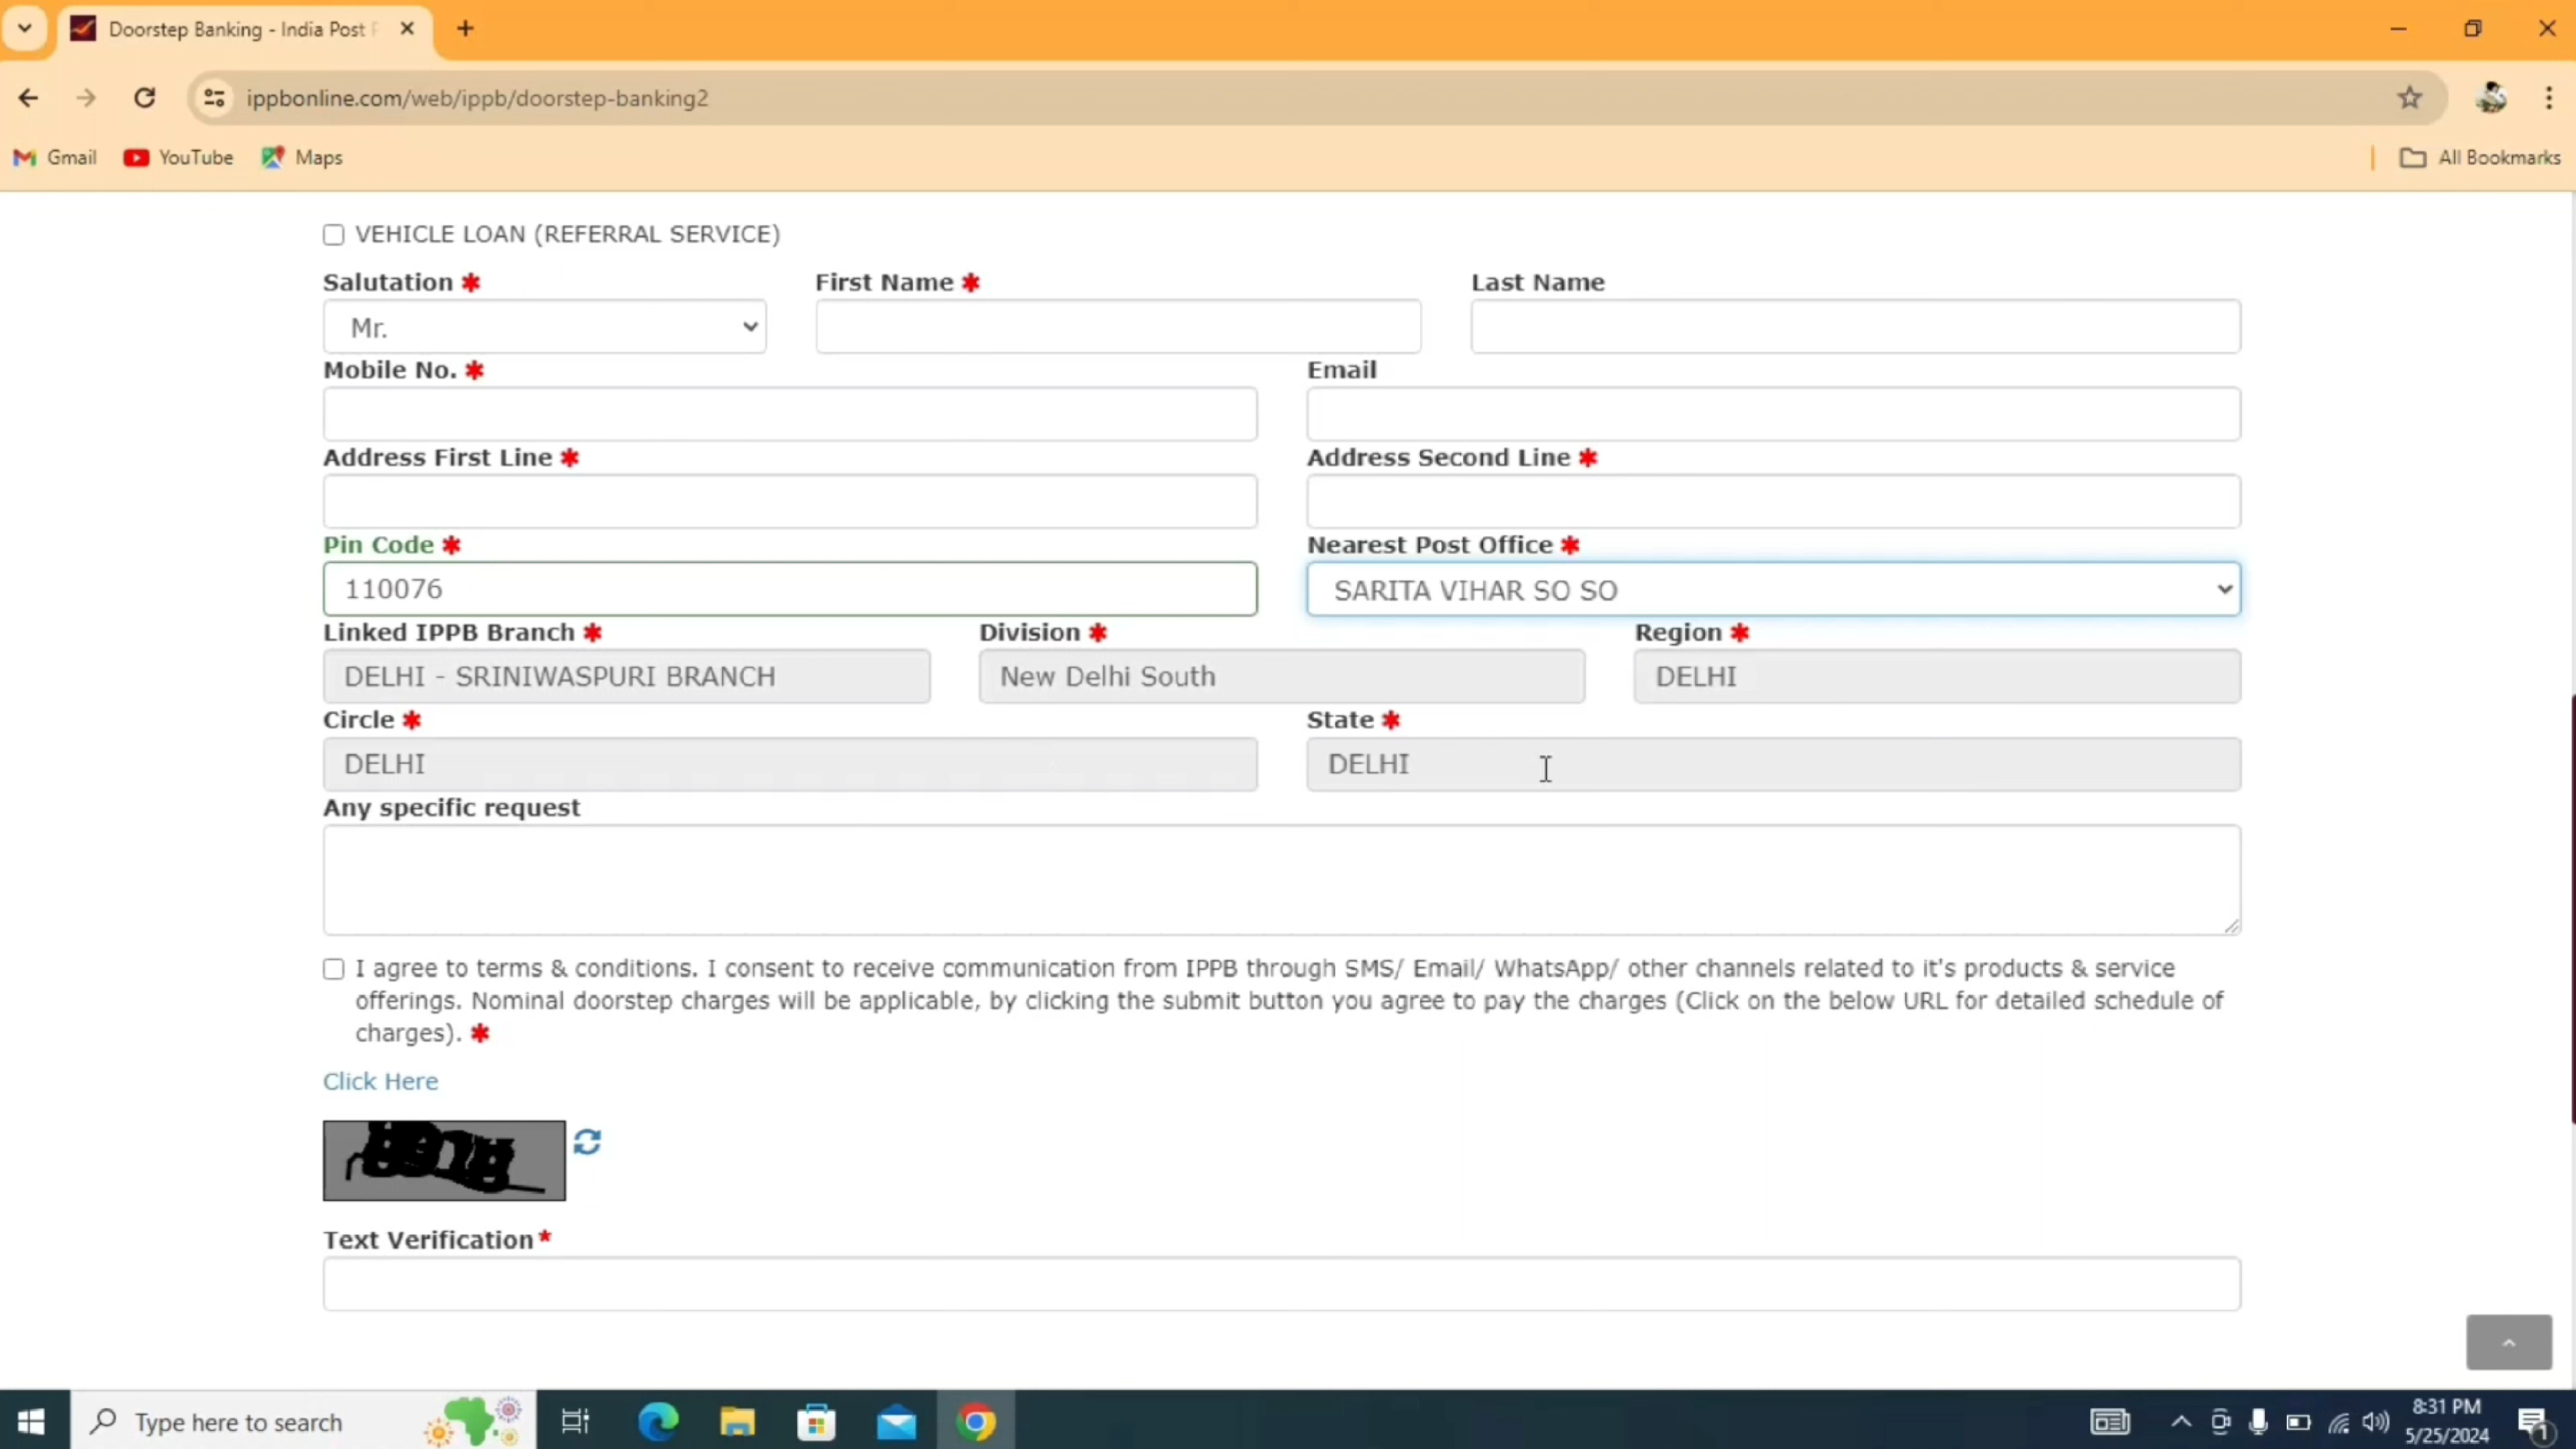 Doorstep Banking - India Post P
ippbonline.com/web/ippb/doorstep-banking2
Gmail YouTube Maps All Bookmarks
VEHICLE LOAN (REFERRAL SERVICE)
Salutation * First Name * Last Name
Mr.
Mobile No. * Email
Address First Line * Address Second Line *
Pin Code * Nearest Post Office *
110076 SARITA VIHAR SO SO
Linked IPPB Branch * Division * Region *
DELHI - SRINIWASPURI BRANCH New Delhi South DELHI
Circle * State *
DELHI DELHI
Any specific request
I agree to terms & conditions. I consent to receive communication from IPPB through SMS/ Email/ WhatsApp/ other channels related to it's products & service
offerings. Nominal doorstep charges will be applicable, by clicking the submit button you agree to pay the charges (Click on the below URL for detailed schedule of
charges). *
Click Here
Text Verification*
Type here to search
8:31 PM
5/25/2024
1